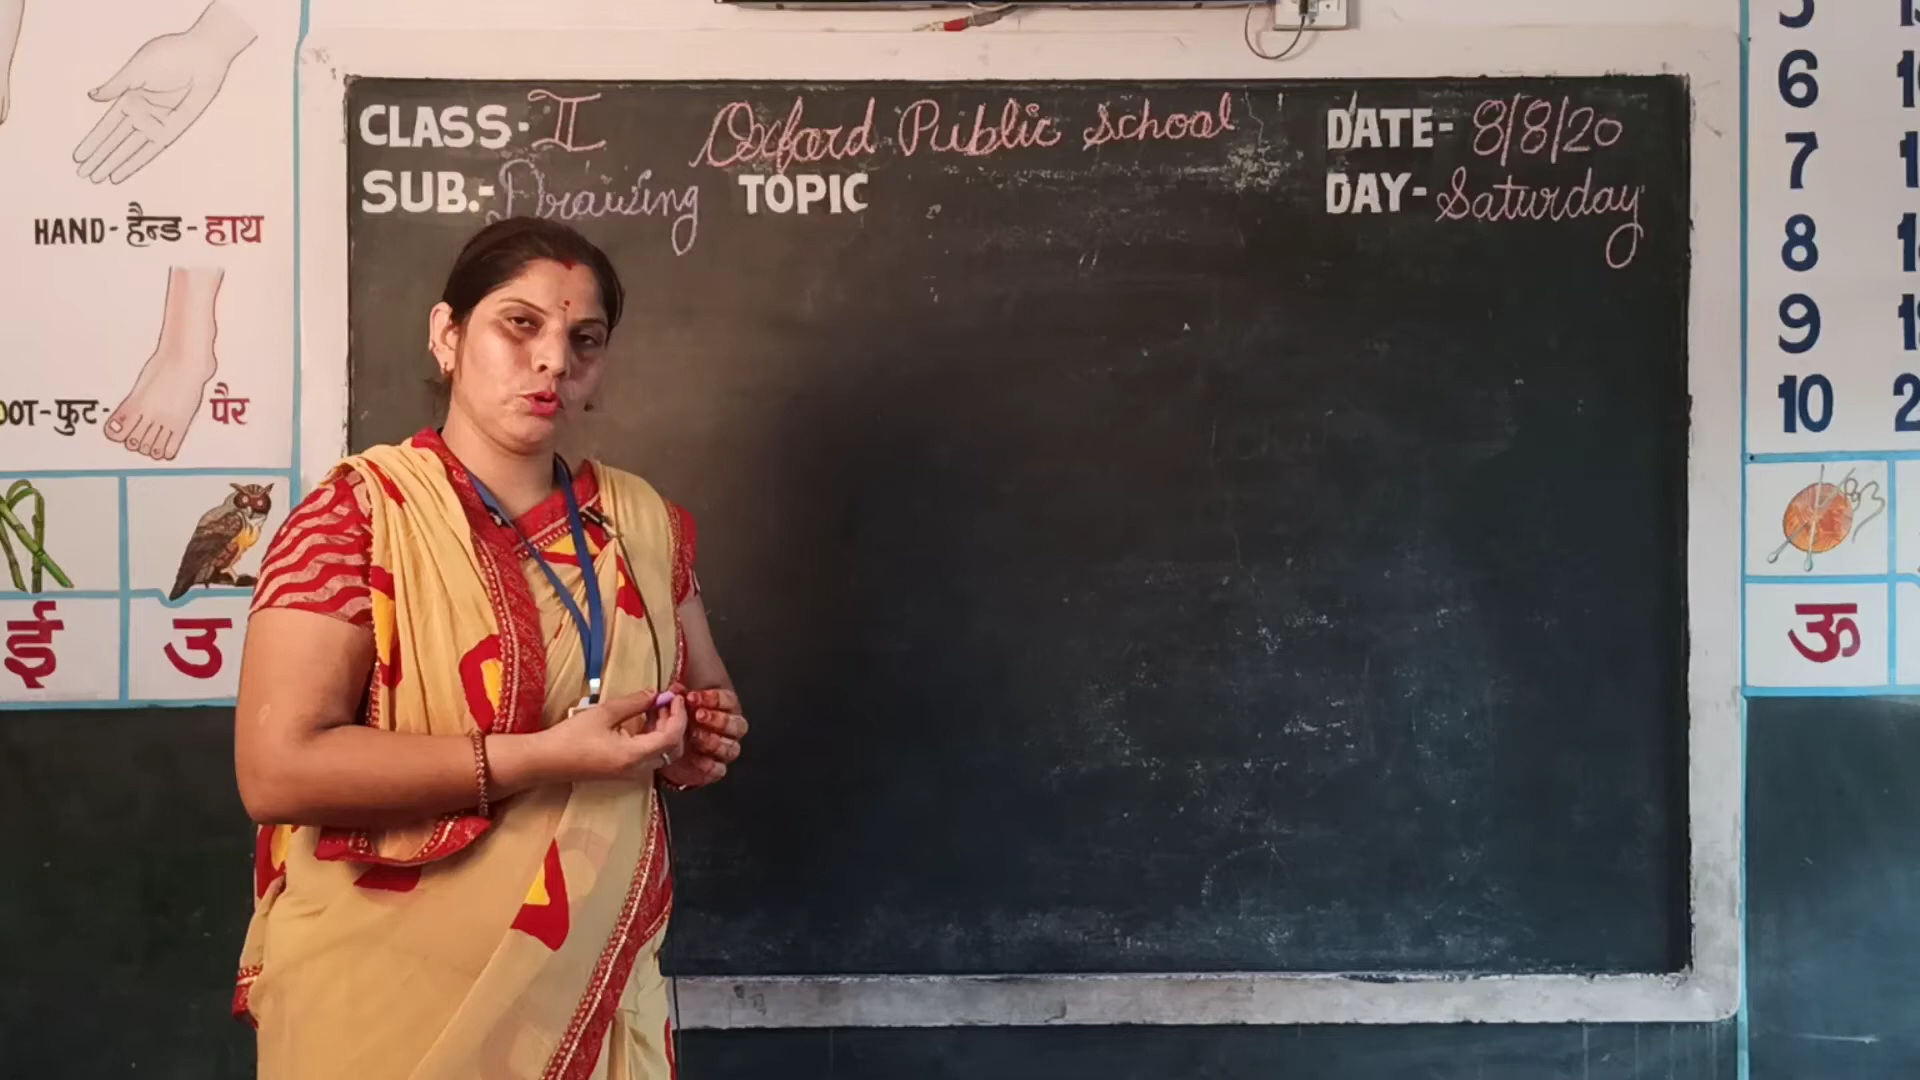 CLASS- II Oxford Public School DATE- 8/8/20
SUB.- Drawing TOPIC DAY- Saturday
HAND - हैन्ड - हाथ
OOT - फुट - पैर
ई उ
6
7
8
9
10
ऊ